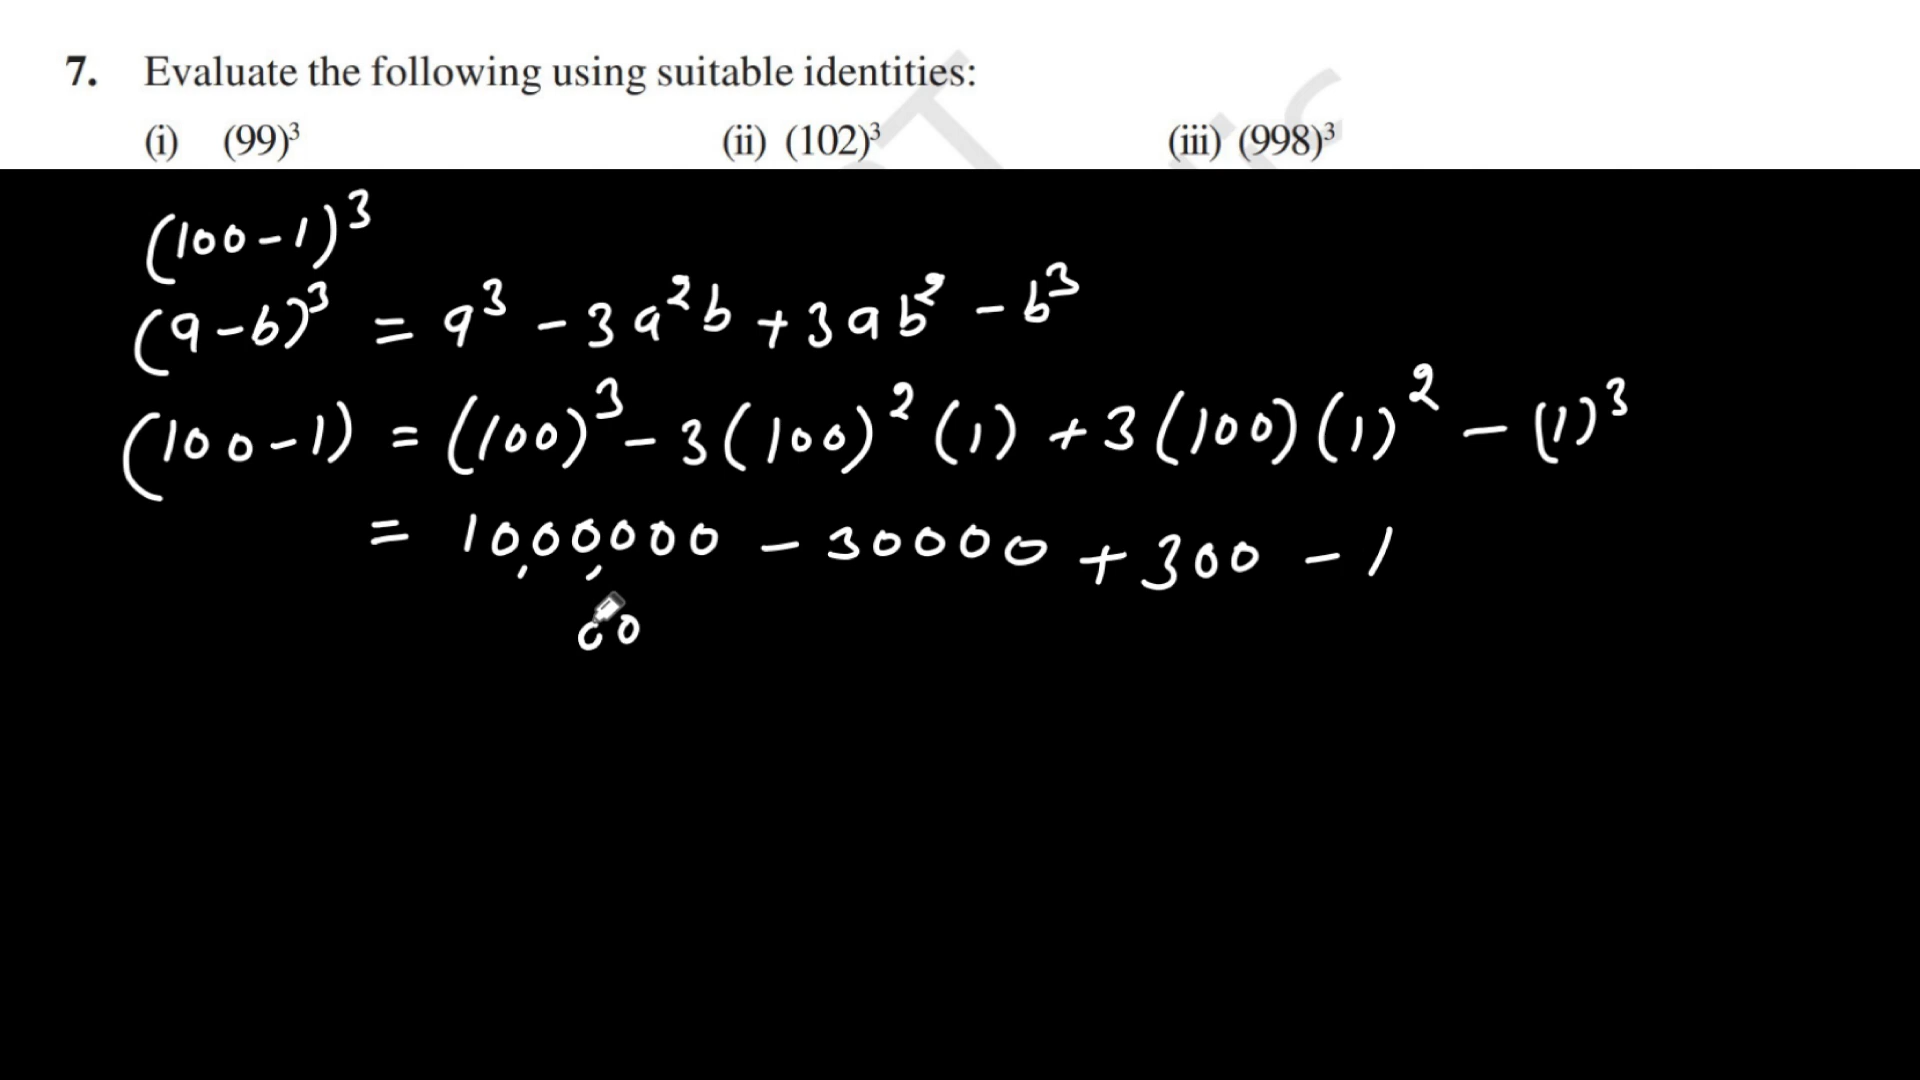 7. Evaluate the following using suitable identities:
(i) (99)³ (ii) (102)³ (iii) (998)³
(100-1)³
(a-b)³ = a³ - 3a²b + 3ab² - b³
(100-1) = (100)³ - 3(100)²(1) + 3(100)(1)² - (1)³
= 10,00,000 - 30000 + 300 - 1
00